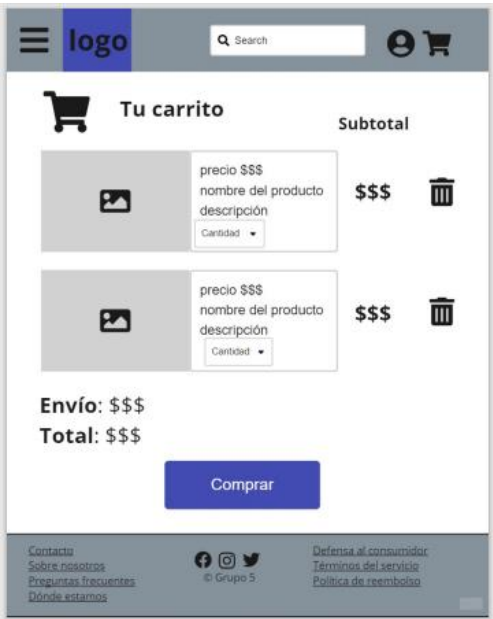 logo
Search
Tu carrito
Subtotal
precio $$$
nombre del producto
descripción
Cantidad
$$$
precio $$$
nombre del producto
descripción
Cantidad
$$$
Envío: $$$
Total: $$$
Comprar
Contacto
Sobre nosotros
Preguntas frecuentes
Dónde estamos
© Grupo 5
Defensa al consumidor
Términos del servicio
Política de reembolso